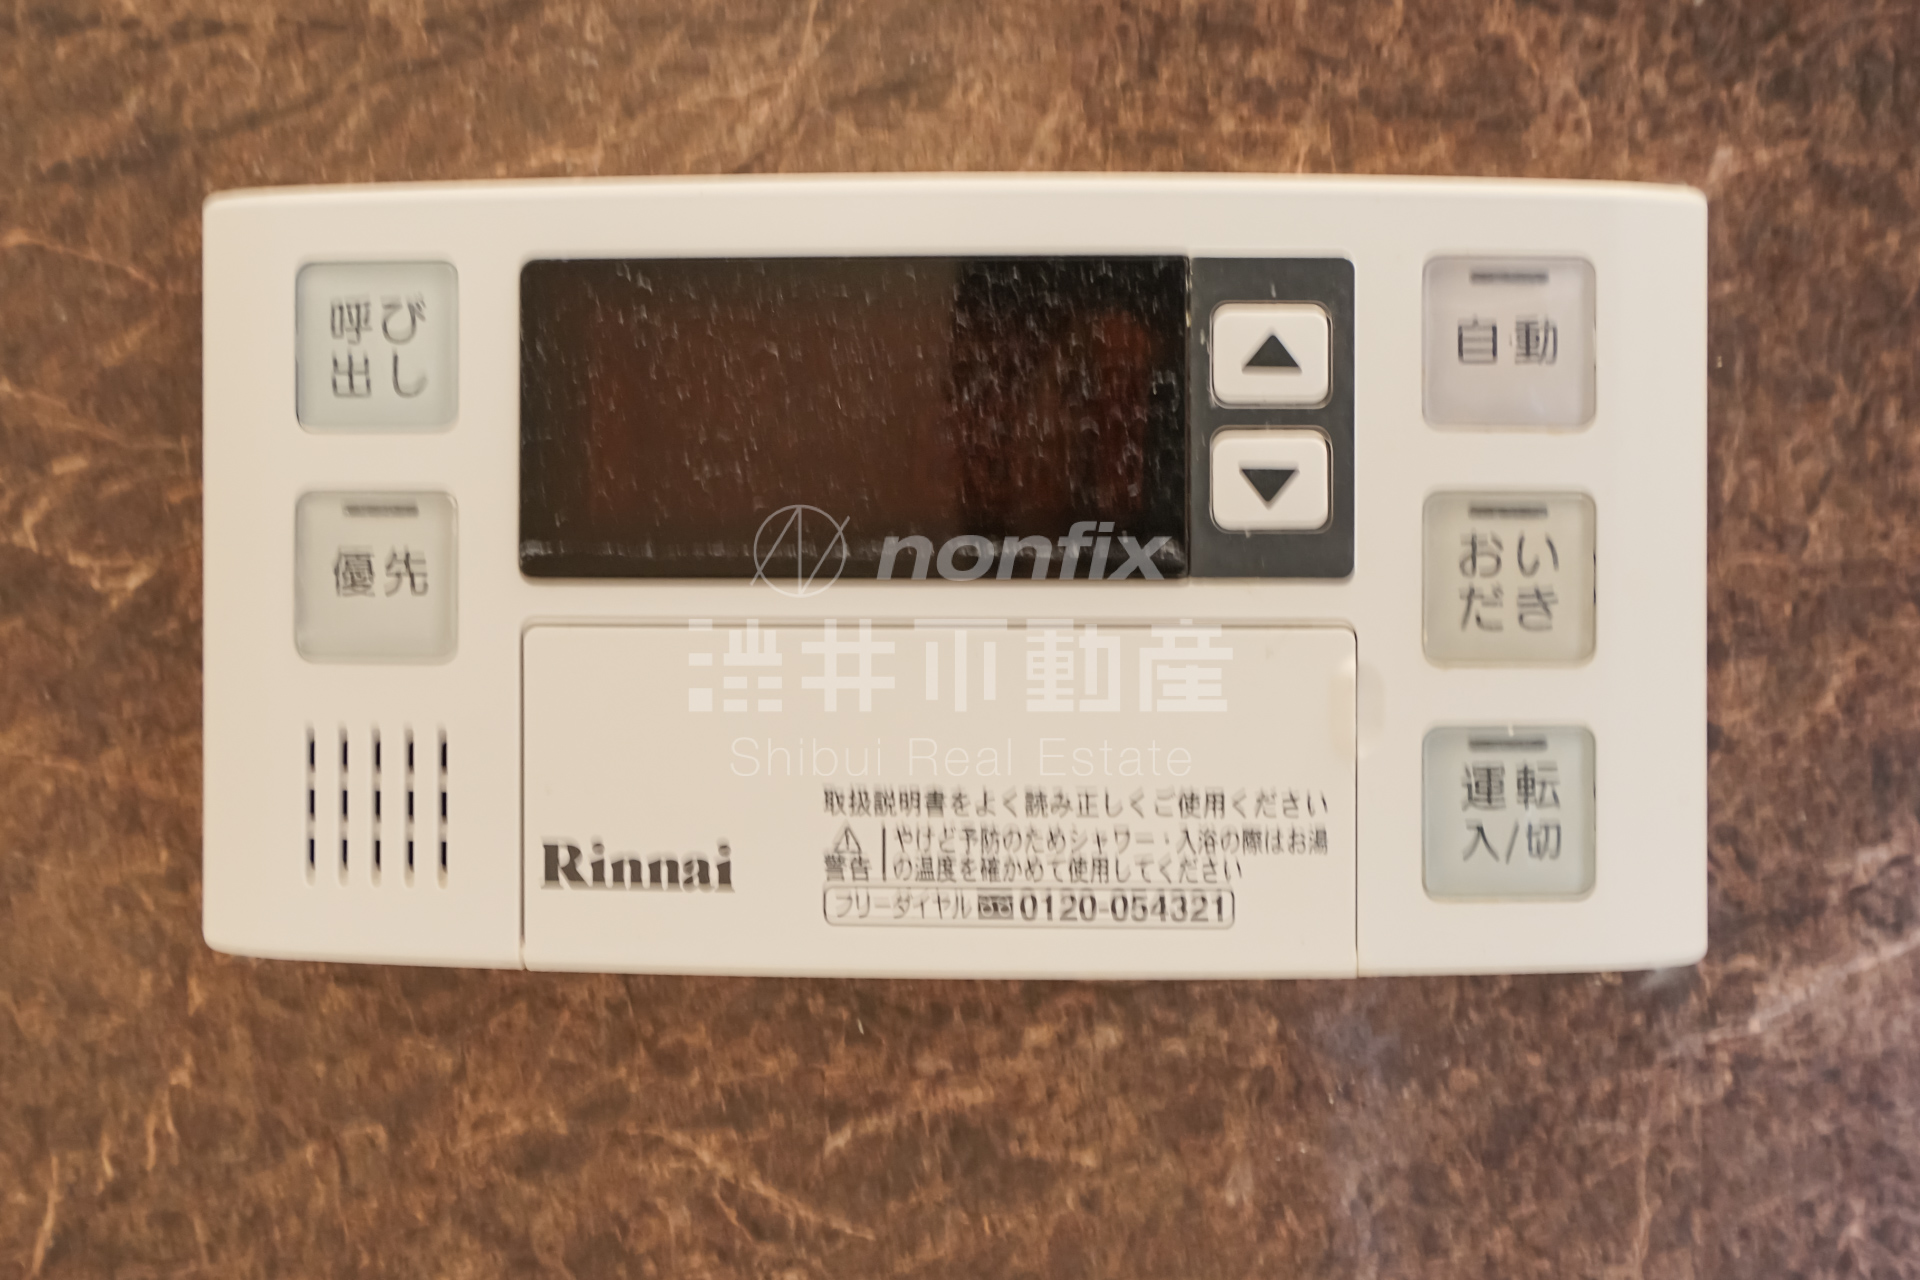 呼び
出し
優先
▲
▼
自動
おい
だき
運転
入/切
nonfix
渋井不動産
Shibui Real Estate
Rinnai
取扱説明書をよく読み正しくご使用ください
⚠警告 やけど予防のためシャワー・入浴の際はお湯
の温度を確かめて使用してください
フリーダイヤル 0120-054321